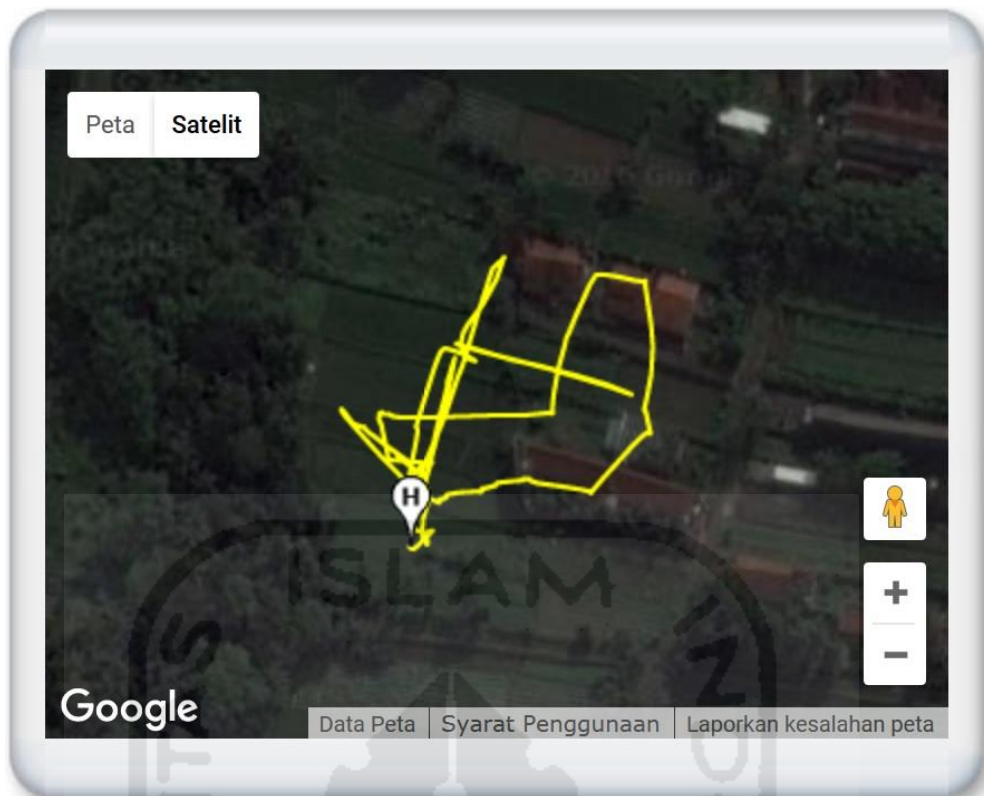 Peta Satelit
H
ISLAM
Google
Data Peta Syarat Penggunaan Laporkan kesalahan peta